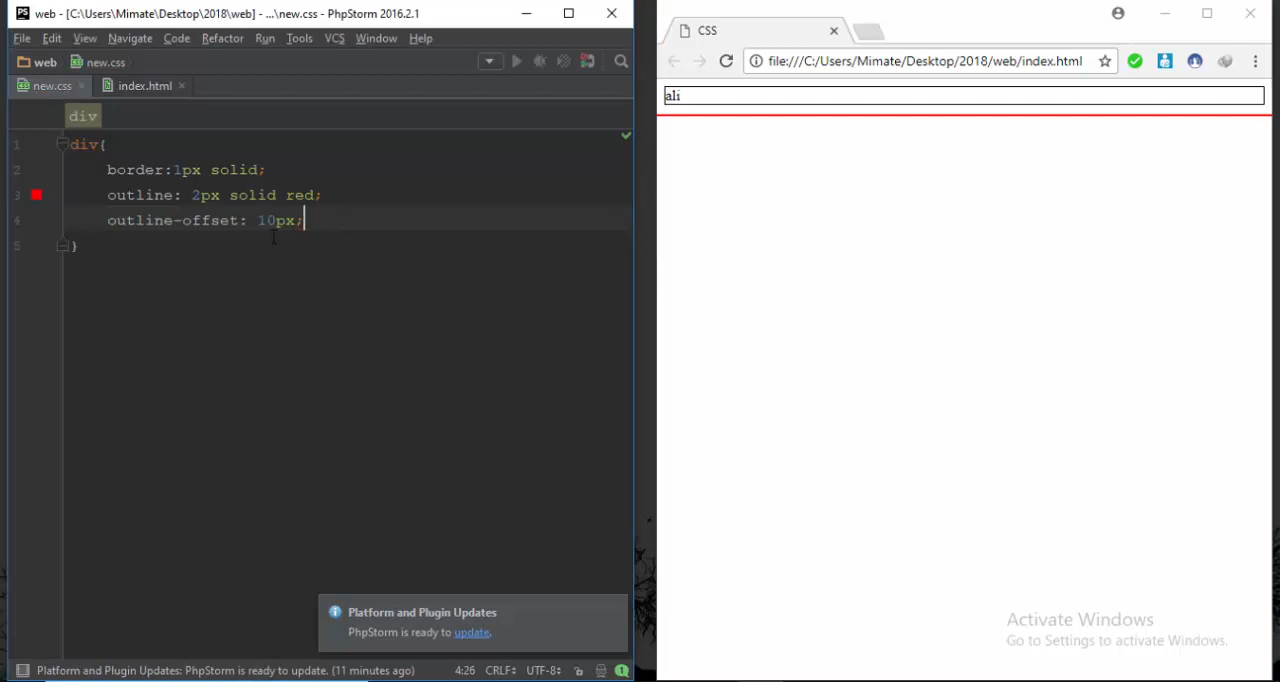 web - [C:\Users\Mimate\Desktop\2018\web] - ...\new.css - PhpStorm 2016.2.1
File Edit View Navigate Code Refactor Run Tools VCS Window Help
web new.css
new.css index.html
div
1 div{
2 border:1px solid;
3 outline: 2px solid red;
4 outline-offset: 10px;
5 }
Platform and Plugin Updates
PhpStorm is ready to update.
Platform and Plugin Updates: PhpStorm is ready to update. (11 minutes ago) 4:26 CRLF UTF-8
CSS
file:///C:/Users/Mimate/Desktop/2018/web/index.html
ali
Activate Windows
Go to Settings to activate Windows.